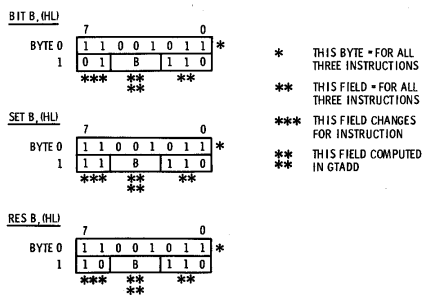 BIT B, (HL)
7 0
BYTE 0 1 1 0 0 1 0 1 1 *
1 0 1 B 1 1 0
*** ** **
**
SET B, (HL)
7 0
BYTE 0 1 1 0 0 1 0 1 1 *
1 1 1 B 1 1 0
*** ** **
**
RES B, (HL)
7 0
BYTE 0 1 1 0 0 1 0 1 1 *
1 1 0 B 1 1 0
*** ** **
**
* THIS BYTE = FOR ALL
THREE INSTRUCTIONS
** THIS FIELD = FOR ALL
THREE INSTRUCTIONS
*** THIS FIELD CHANGES
FOR INSTRUCTION
** THIS FIELD COMPUTED
** IN GTADD